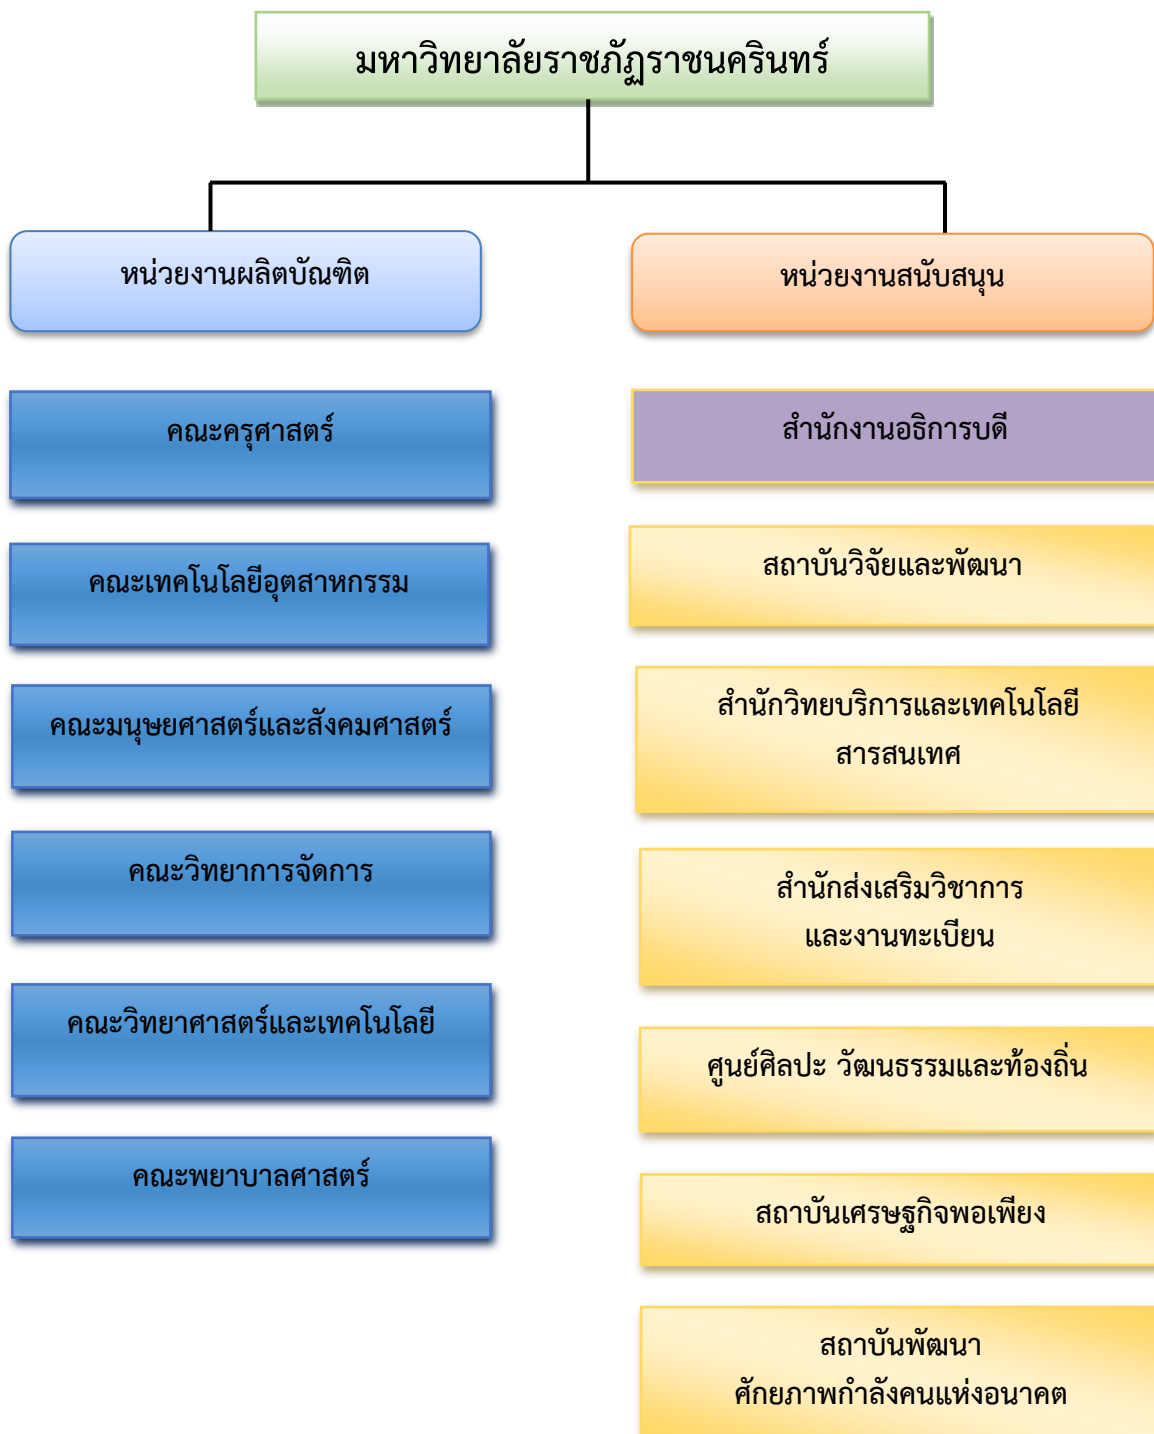 มหาวิทยาลัยราชภัฏราชนครินทร์
หน่วยงานผลิตบัณฑิต
หน่วยงานสนับสนุน
คณะครุศาสตร์
คณะเทคโนโลยีอุตสาหกรรม
คณะมนุษยศาสตร์และสังคมศาสตร์
คณะวิทยาการจัดการ
คณะวิทยาศาสตร์และเทคโนโลยี
คณะพยาบาลศาสตร์
สำนักงานอธิการบดี
สถาบันวิจัยและพัฒนา
สำนักวิทยบริการและเทคโนโลยี
สารสนเทศ
สำนักส่งเสริมวิชาการ
และงานทะเบียน
ศูนย์ศิลปะ วัฒนธรรมและท้องถิ่น
สถาบันเศรษฐกิจพอเพียง
สถาบันพัฒนา
ศักยภาพกำลังคนแห่งอนาคต